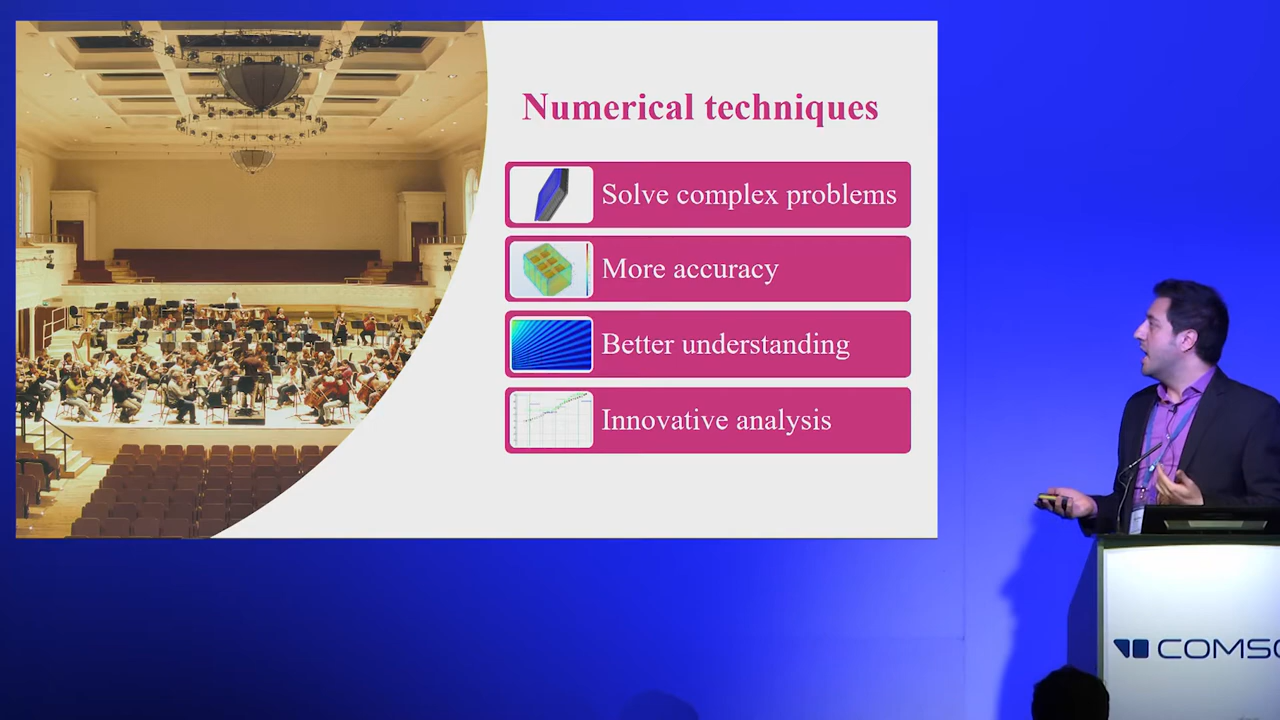 Numerical techniques
Solve complex problems
More accuracy
Better understanding
Innovative analysis
COMSO